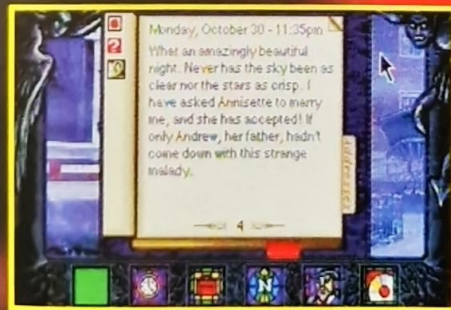 Monday, October 30 - 11:35pm
What an amazingly beautiful
night. Never has the sky been as
clear nor the stars as crisp. I
have asked Annisette to marry
me, and she has accepted! If
only Andrew, her father, hadn't
come down with this strange
malady.
4
addresses
N